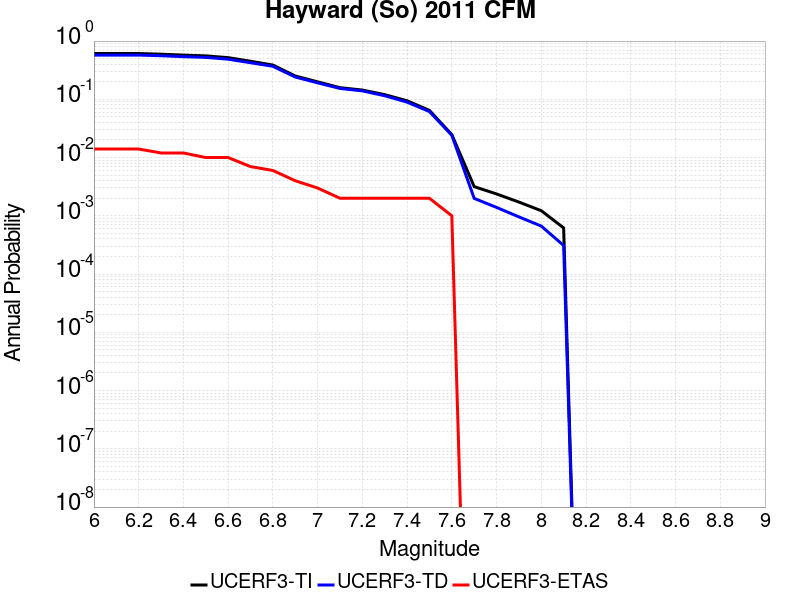 Hayward (So) 2011 CFM
10^0
10^-1
10^-2
10^-3
10^-4
10^-5
10^-6
10^-7
10^-8
Annual Probability
6 6.2 6.4 6.6 6.8 7 7.2 7.4 7.6 7.8 8 8.2 8.4 8.6 8.8 9
Magnitude
UCERF3-TI UCERF3-TD UCERF3-ETAS